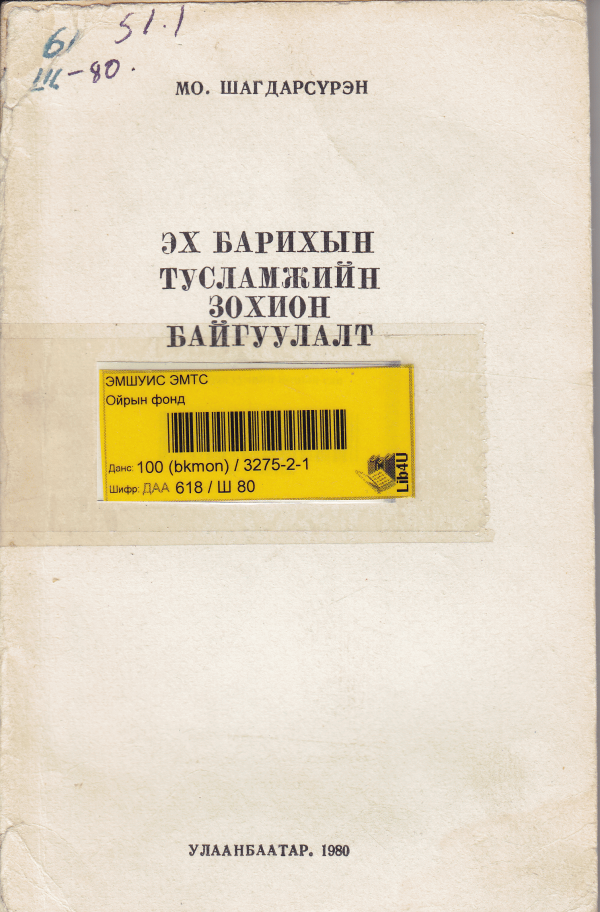 61 51.1
Ш-80.
МО. ШАГДАРСҮРЭН
ЭХ БАРИХЫН
ТУСЛАМЖИЙН
ЗОХИОН
БАЙГУУЛАЛТ
ЭМШУИС ЭМТС
Ойрын фонд
Данс: 100 (bkmon) / 3275-2-1
Шифр: ДАА 618 / Ш 80
Lib4U
УЛААНБААТАР. 1980